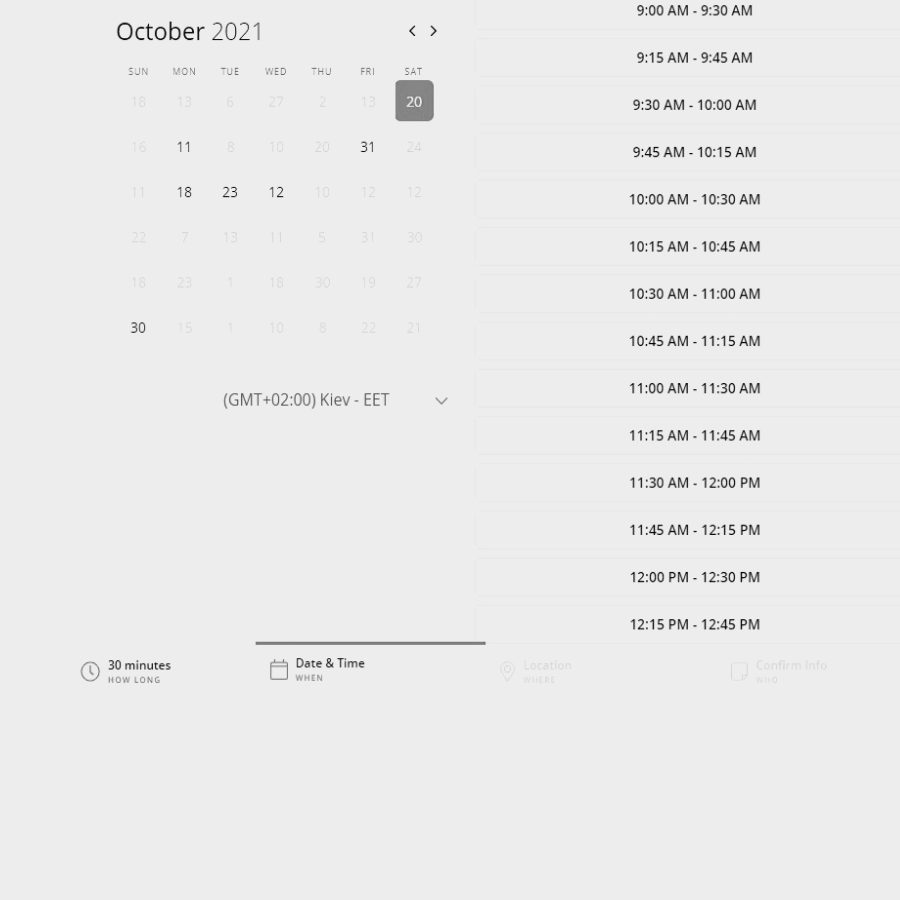 October 2021
SUN MON TUE WED THU FRI SAT
18 13 6 27 2 13 20
16 11 8 10 20 31 24
11 18 23 12 10 12 12
22 7 13 11 5 31 30
18 23 1 18 30 19 27
30 15 1 10 8 22 21
(GMT+02:00) Kiev - EET
9:00 AM - 9:30 AM
9:15 AM - 9:45 AM
9:30 AM - 10:00 AM
9:45 AM - 10:15 AM
10:00 AM - 10:30 AM
10:15 AM - 10:45 AM
10:30 AM - 11:00 AM
10:45 AM - 11:15 AM
11:00 AM - 11:30 AM
11:15 AM - 11:45 AM
11:30 AM - 12:00 PM
11:45 AM - 12:15 PM
12:00 PM - 12:30 PM
12:15 PM - 12:45 PM
30 minutes
HOW LONG
Date & Time
WHEN
Location
WHERE
Confirm Info
WHO